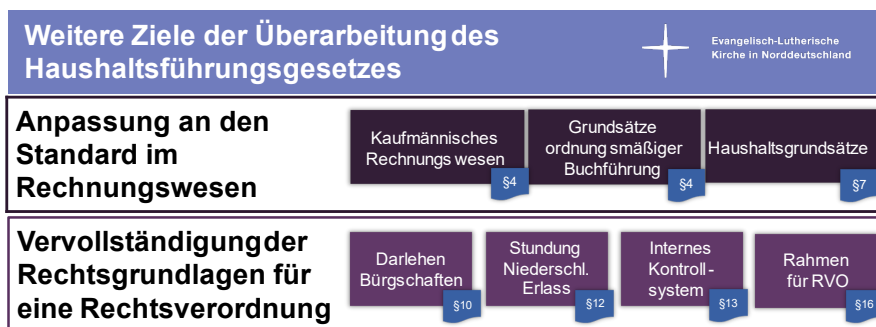 Weitere Ziele der Überarbeitung des
Haushaltsführungsgesetzes
Evangelisch-Lutherische
Kirche in Norddeutschland
Anpassung an den
Standard im
Rechnungswesen
Kaufmännisches
Rechnungs wesen
§4
Grundsätze
ordnung smäßiger
Buchführung
§4
Haushaltsgrundsätze
§7
Vervollständigungder
Rechtsgrundlagen für
eine Rechtsverordnung
Darlehen
Bürgschaften
§10
Stundung
Niederschl.
Erlass
§12
Internes
Kontroll-
system
§13
Rahmen
für RVO
§16